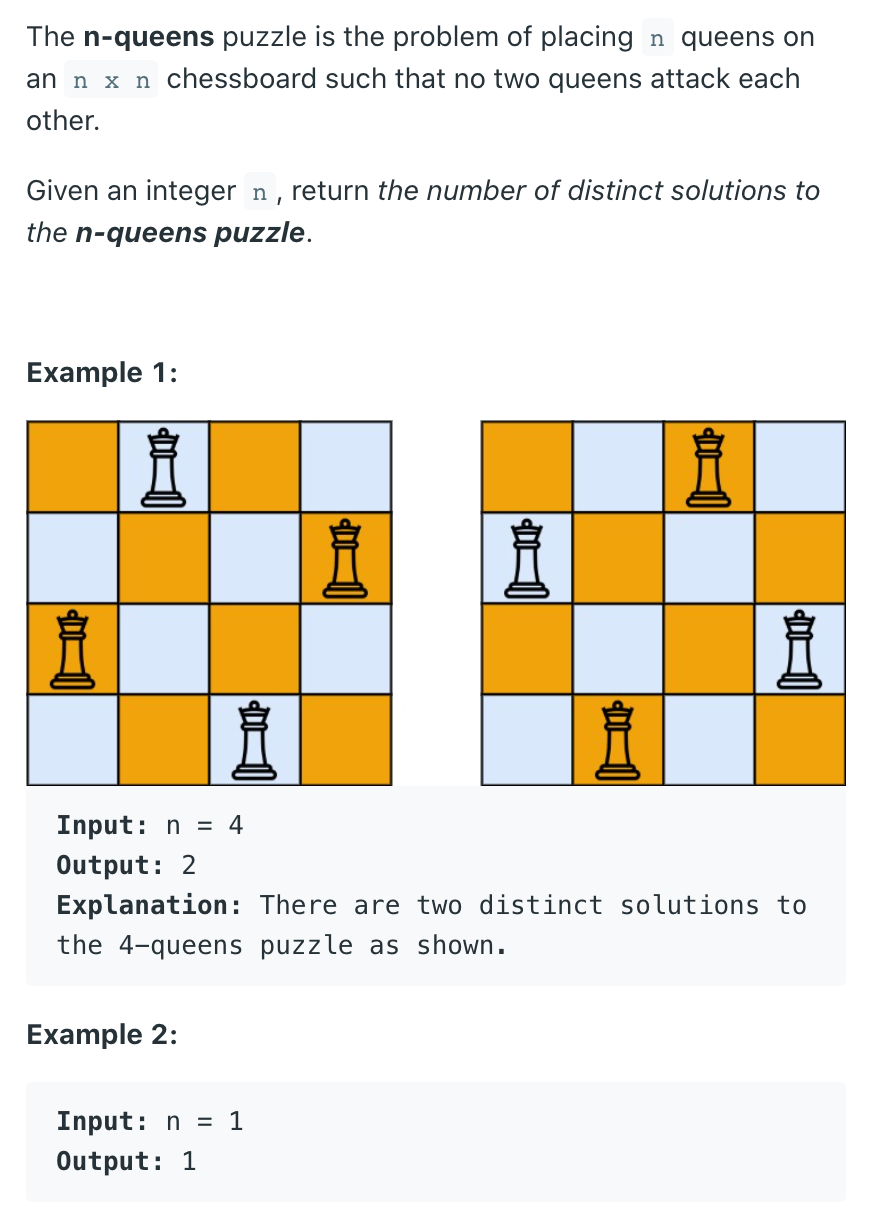 The n-queens puzzle is the problem of placing n queens on
an n x n chessboard such that no two queens attack each
other.
Given an integer n , return the number of distinct solutions to
the n-queens puzzle.
Example 1:
Input: n = 4
Output: 2
Explanation: There are two distinct solutions to
the 4-queens puzzle as shown.
Example 2:
Input: n = 1
Output: 1